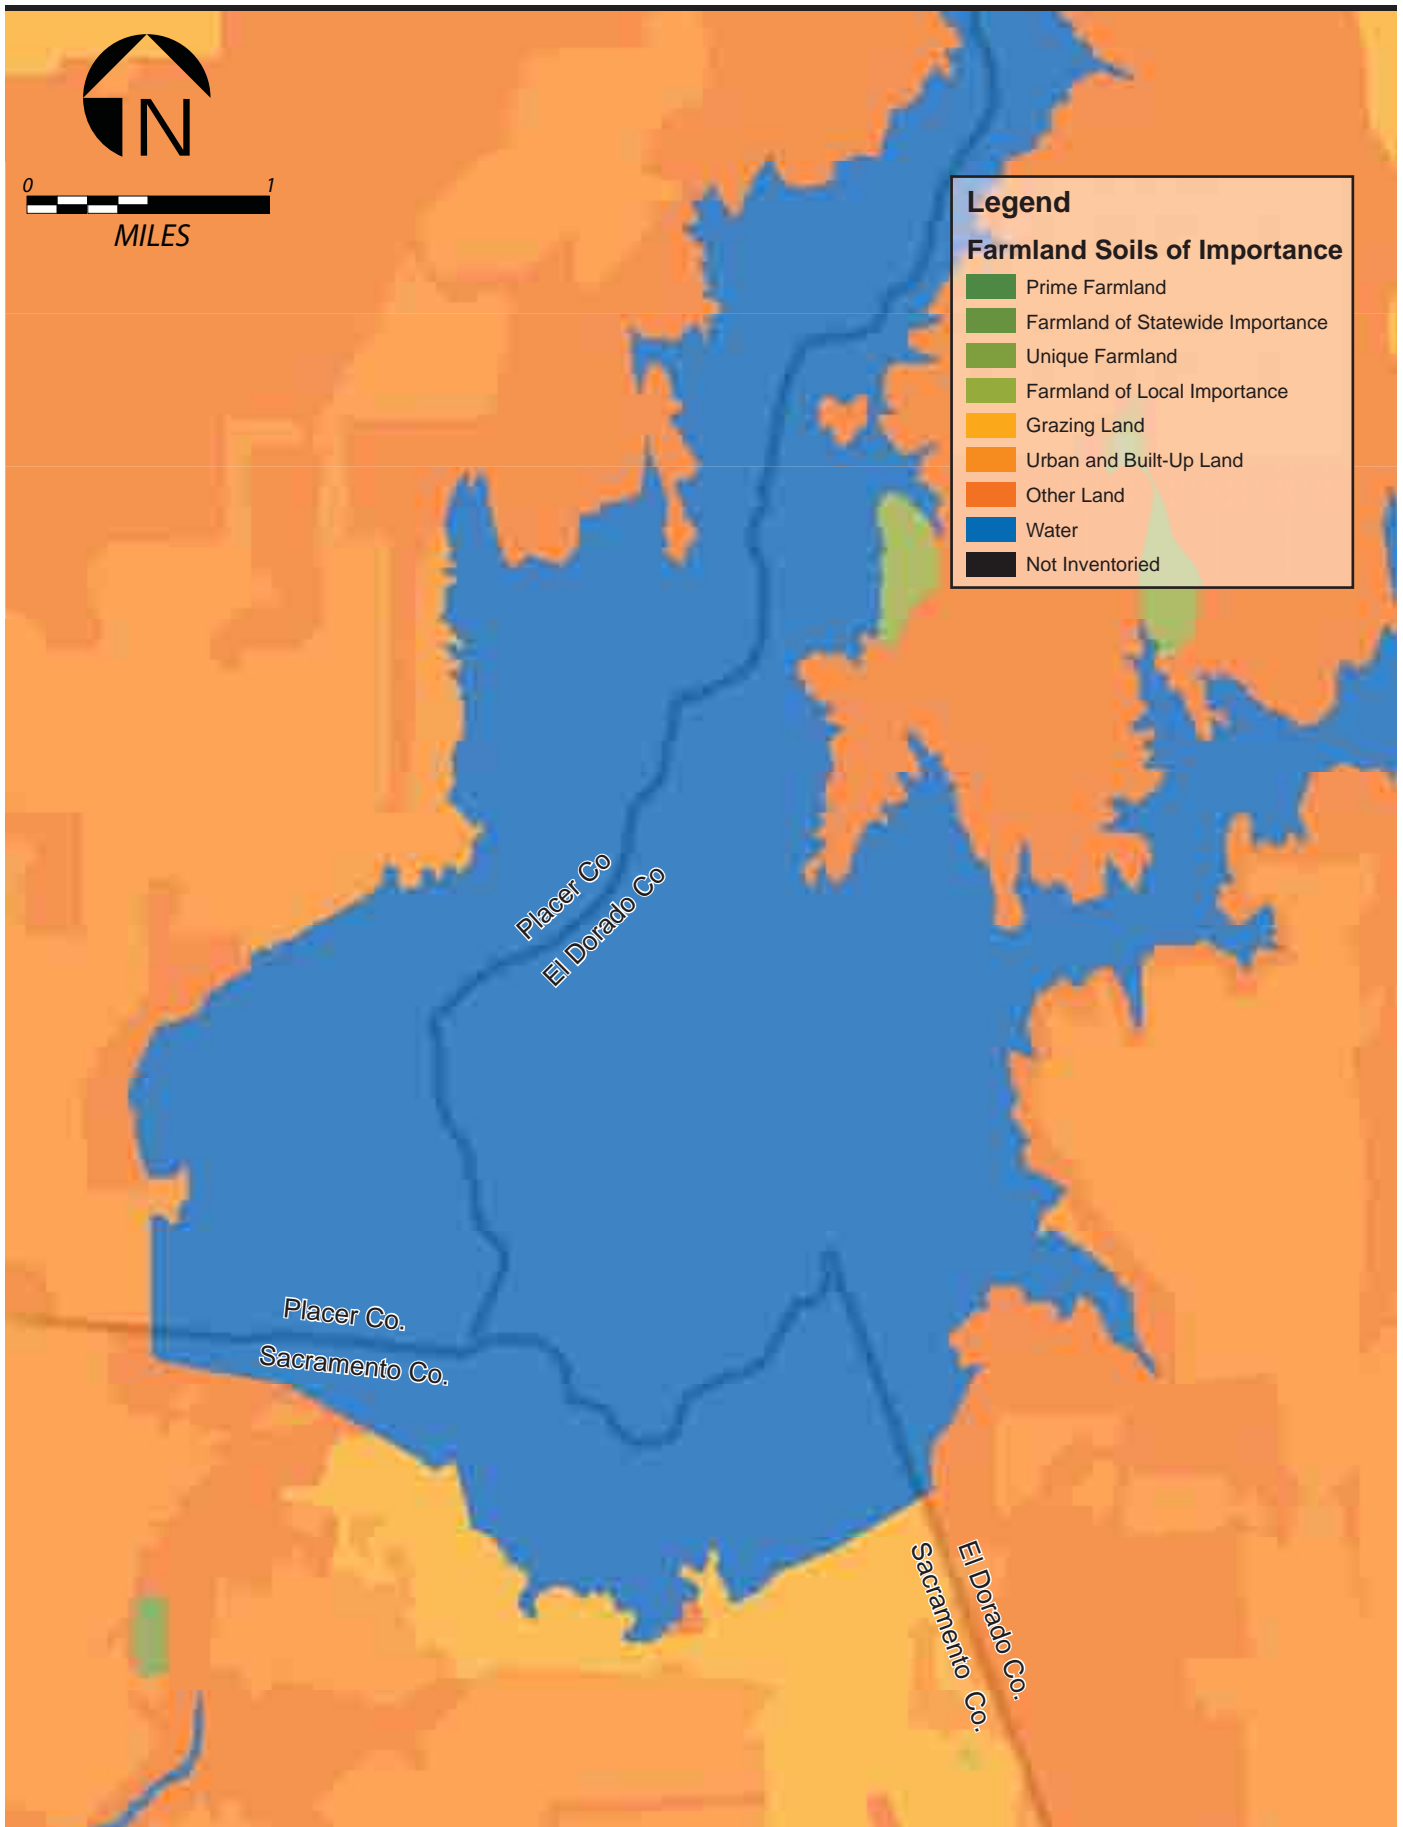 N
0 1
MILES
Legend
Farmland Soils of Importance
Prime Farmland
Farmland of Statewide Importance
Unique Farmland
Farmland of Local Importance
Grazing Land
Urban and Built-Up Land
Other Land
Water
Not Inventoried
Placer Co
El Dorado Co
Placer Co.
Sacramento Co.
El Dorado Co.
Sacramento Co.